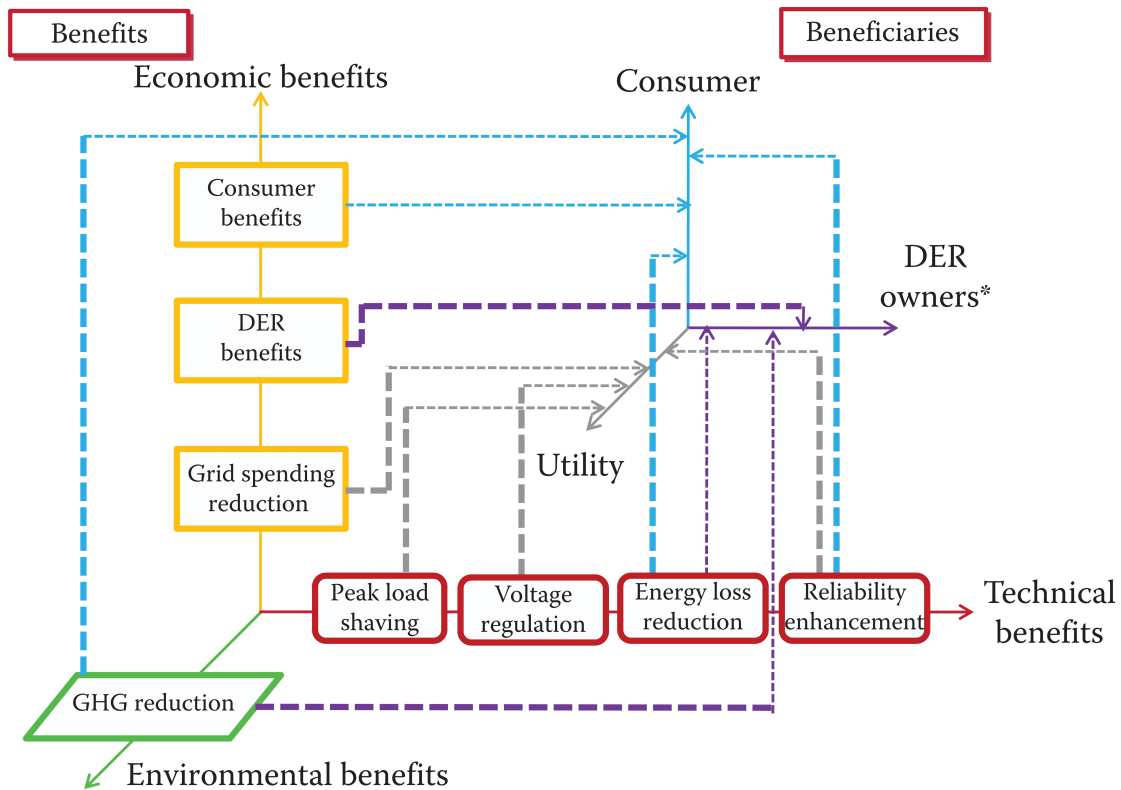 Benefits
Beneficiaries
Economic benefits
Consumer
Consumer
benefits
DER
owners*
DER
benefits
Grid spending
reduction
Utility
Peak load
shaving
Voltage
regulation
Energy loss
reduction
Reliability
enhancement
Technical
benefits
GHG reduction
Environmental benefits